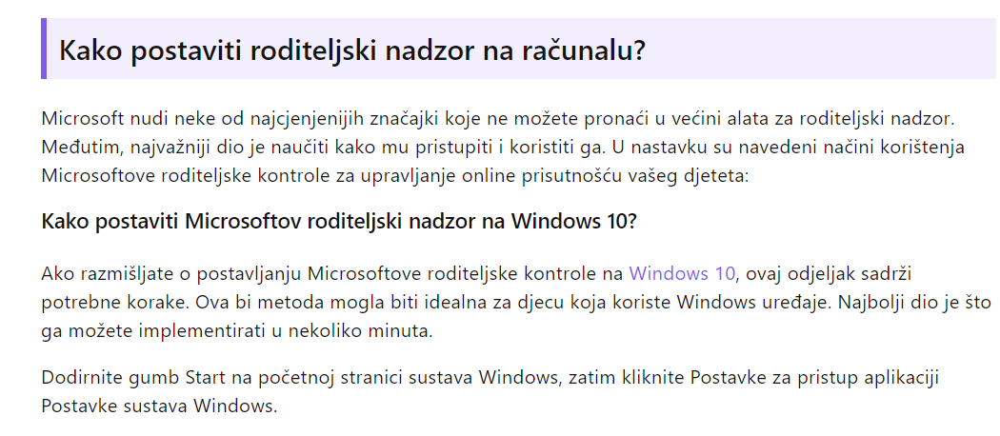 Kako postaviti roditeljski nadzor na računalu?
Microsoft nudi neke od najcjenjenijih značajki koje ne možete pronaći u većini alata za roditeljski nadzor.
Međutim, najvažniji dio je naučiti kako mu pristupiti i koristiti ga. U nastavku su navedeni načini korištenja
Microsoftove roditeljske kontrole za upravljanje online prisutnošću vašeg djeteta:
Kako postaviti Microsoftov roditeljski nadzor na Windows 10?
Ako razmišljate o postavljanju Microsoftove roditeljske kontrole na Windows 10, ovaj odjeljak sadrži
potrebne korake. Ova bi metoda mogla biti idealna za djecu koja koriste Windows uređaje. Najbolji dio je što
ga možete implementirati u nekoliko minuta.
Dodirnite gumb Start na početnoj stranici sustava Windows, zatim kliknite Postavke za pristup aplikaciji
Postavke sustava Windows.